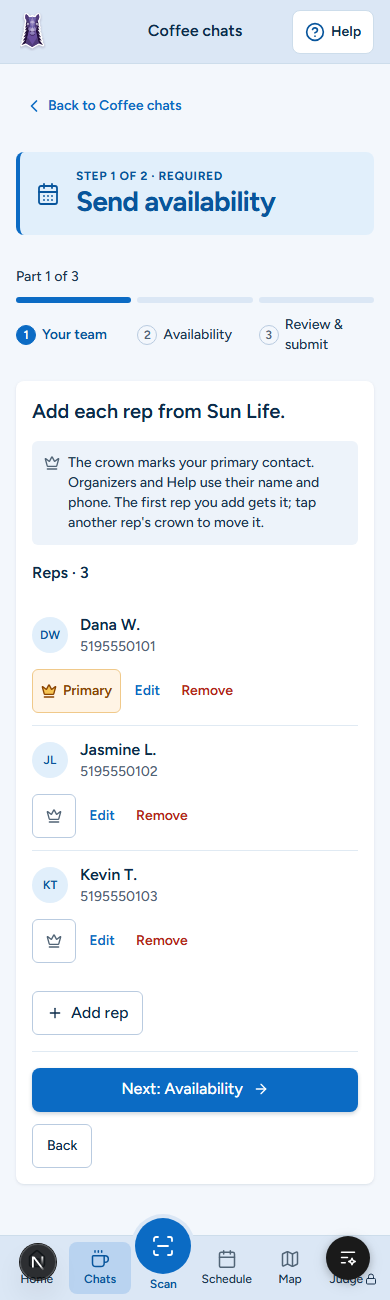 Coffee chats
Help
Back to Coffee chats
STEP 1 OF 2 · REQUIRED
Send availability
Part 1 of 3
1 Your team
2 Availability
3 Review &
submit
Add each rep from Sun Life.
The crown marks your primary contact.
Organizers and Help use their name and
phone. The first rep you add gets it; tap
another rep's crown to move it.
Reps · 3
DW
Dana W.
5195550101
Primary
Edit
Remove
JL
Jasmine L.
5195550102
Edit
Remove
KT
Kevin T.
5195550103
Edit
Remove
+ Add rep
Next: Availability →
Back
N
Home
Chats
Scan
Schedule
Map
Judge